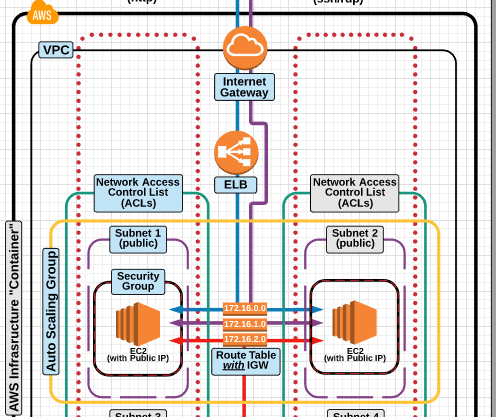 (http)
(ssh/rdp)
AWS
VPC
Internet
Gateway
ELB
Network Access
Control List
(ACLs)
Network Access
Control List
(ACLs)
Subnet 1
(public)
Subnet 2
(public)
Security
Group
172.16.0.0
172.16.1.0
172.16.2.0
EC2
(with Public IP)
EC2
(with Public IP)
Route Table
with IGW
Auto Scaling Group
AWS Infrasructure "Container"
Subnet 3
Subnet 4